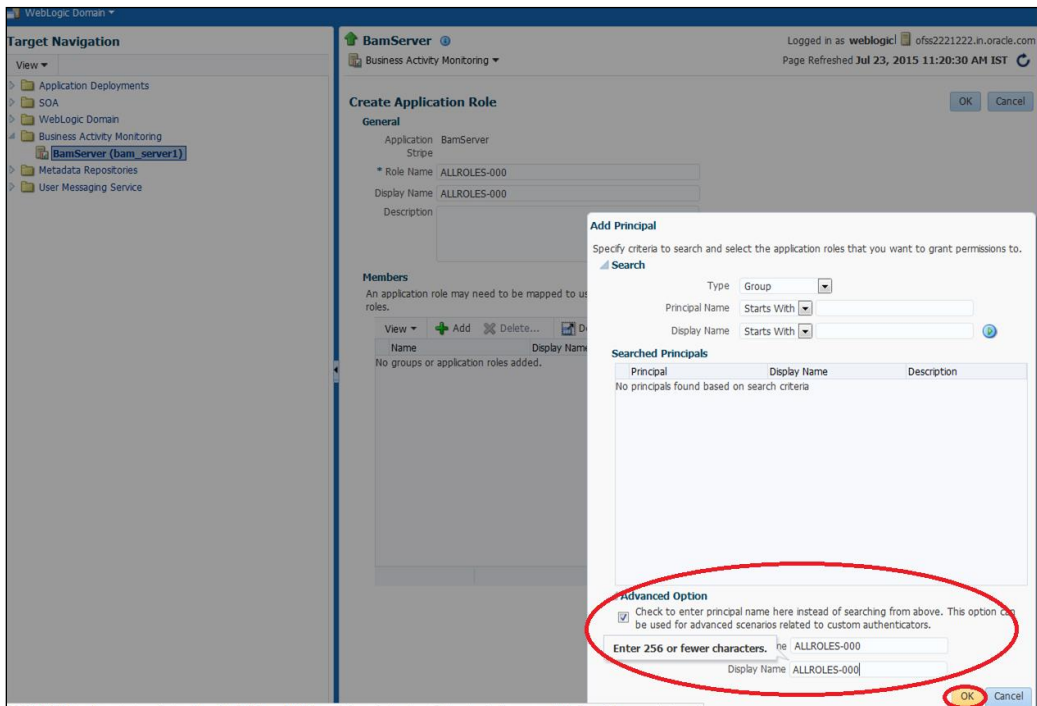 WebLogic Domain
Target Navigation
View
Application Deployments
SOA
WebLogic Domain
Business Activity Monitoring
BamServer (bam_server1)
Metadata Repositories
User Messaging Service
BamServer
Business Activity Monitoring
Logged in as weblogic ofss2221222.in.oracle.com
Page Refreshed Jul 23, 2015 11:20:30 AM IST
Create Application Role
OK Cancel
General
Application Stripe BamServer
* Role Name ALLROLES-000
Display Name ALLROLES-000
Description
Members
An application role may need to be mapped to
roles.
View Add Delete...
Name Display Name
No groups or application roles added.
Add Principal
Specify criteria to search and select the application roles that you want to grant permissions to.
Search
Type Group
Principal Name Starts With
Display Name Starts With
Searched Principals
Principal Display Name Description
No principals found based on search criteria
Advanced Option
Check to enter principal name here instead of searching from above. This option can
be used for advanced scenarios related to custom authenticators.
Enter 256 or fewer characters. ALLROLES-000
Display Name ALLROLES-000
OK Cancel